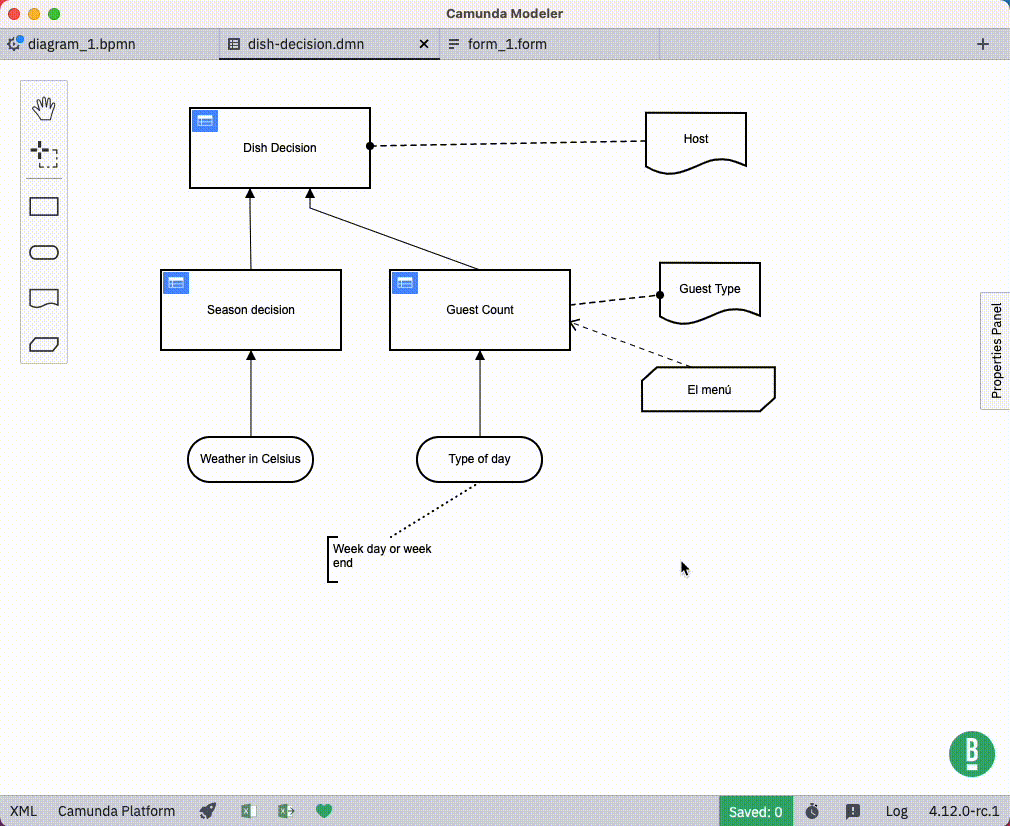 Camunda Modeler
diagram_1.bpmn
dish-decision.dmn
form_1.form
Dish Decision
Host
Season decision
Guest Count
Guest Type
El menú
Properties Panel
Weather in Celsius
Type of day
Week day or week
end
B
XML
Camunda Platform
Saved: 0
Log
4.12.0-rc.1